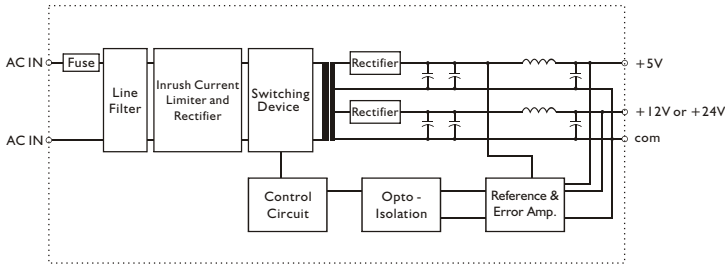 AC IN
Fuse
Line
Filter
Inrush Current
Limiter and
Rectifier
Switching
Device
Rectifier
+5V
Rectifier
+12V or +24V
AC IN
com
Control
Circuit
Opto -
Isolation
Reference &
Error Amp.